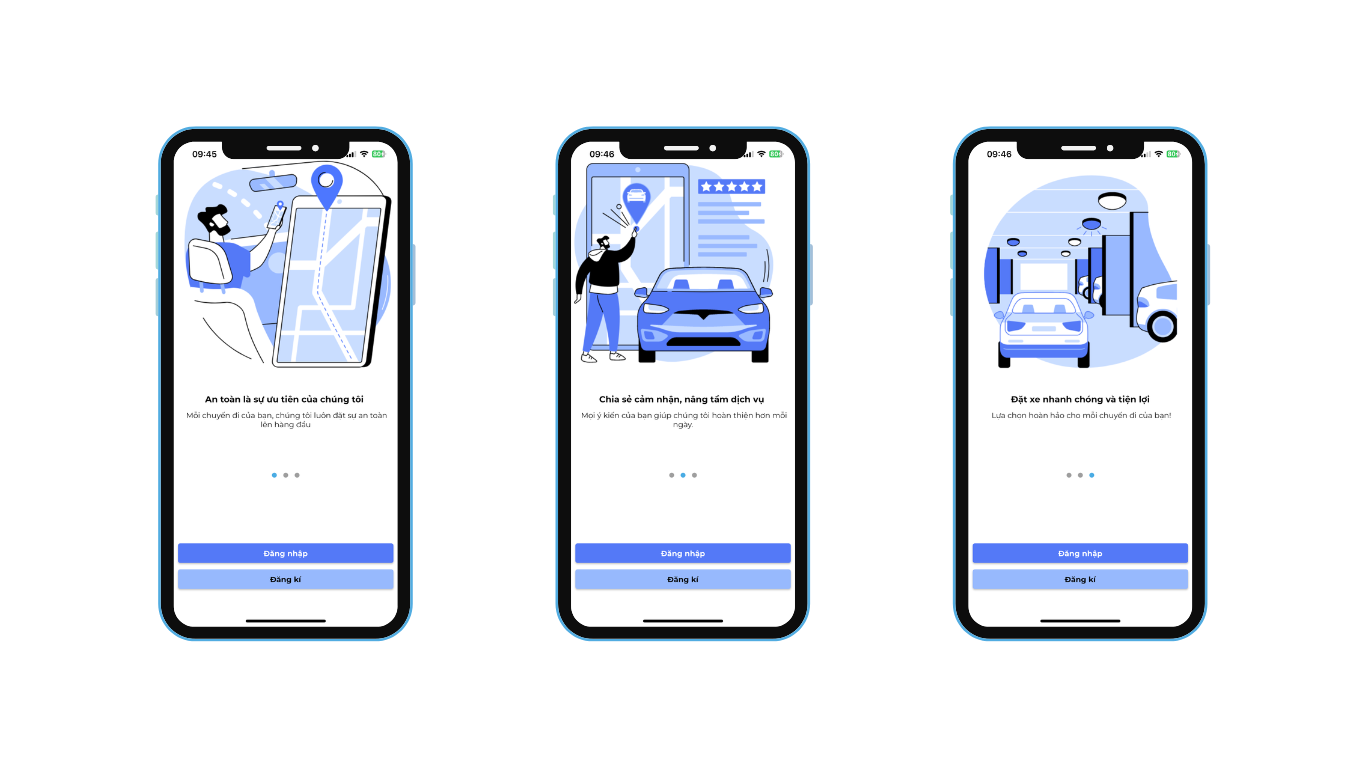 09:45
80
An toàn là sự ưu tiên của chúng tôi
Mỗi chuyến đi của bạn, chúng tôi luôn đặt sự an toàn
lên hàng đầu
Đăng nhập
Đăng kí
09:46
80
Chia sẻ cảm nhận, nâng tầm dịch vụ
Mọi ý kiến của bạn giúp chúng tôi hoàn thiện hơn mỗi
ngày.
Đăng nhập
Đăng kí
09:46
80
Đặt xe nhanh chóng và tiện lợi
Lựa chọn hoàn hảo cho mỗi chuyến đi của bạn!
Đăng nhập
Đăng kí